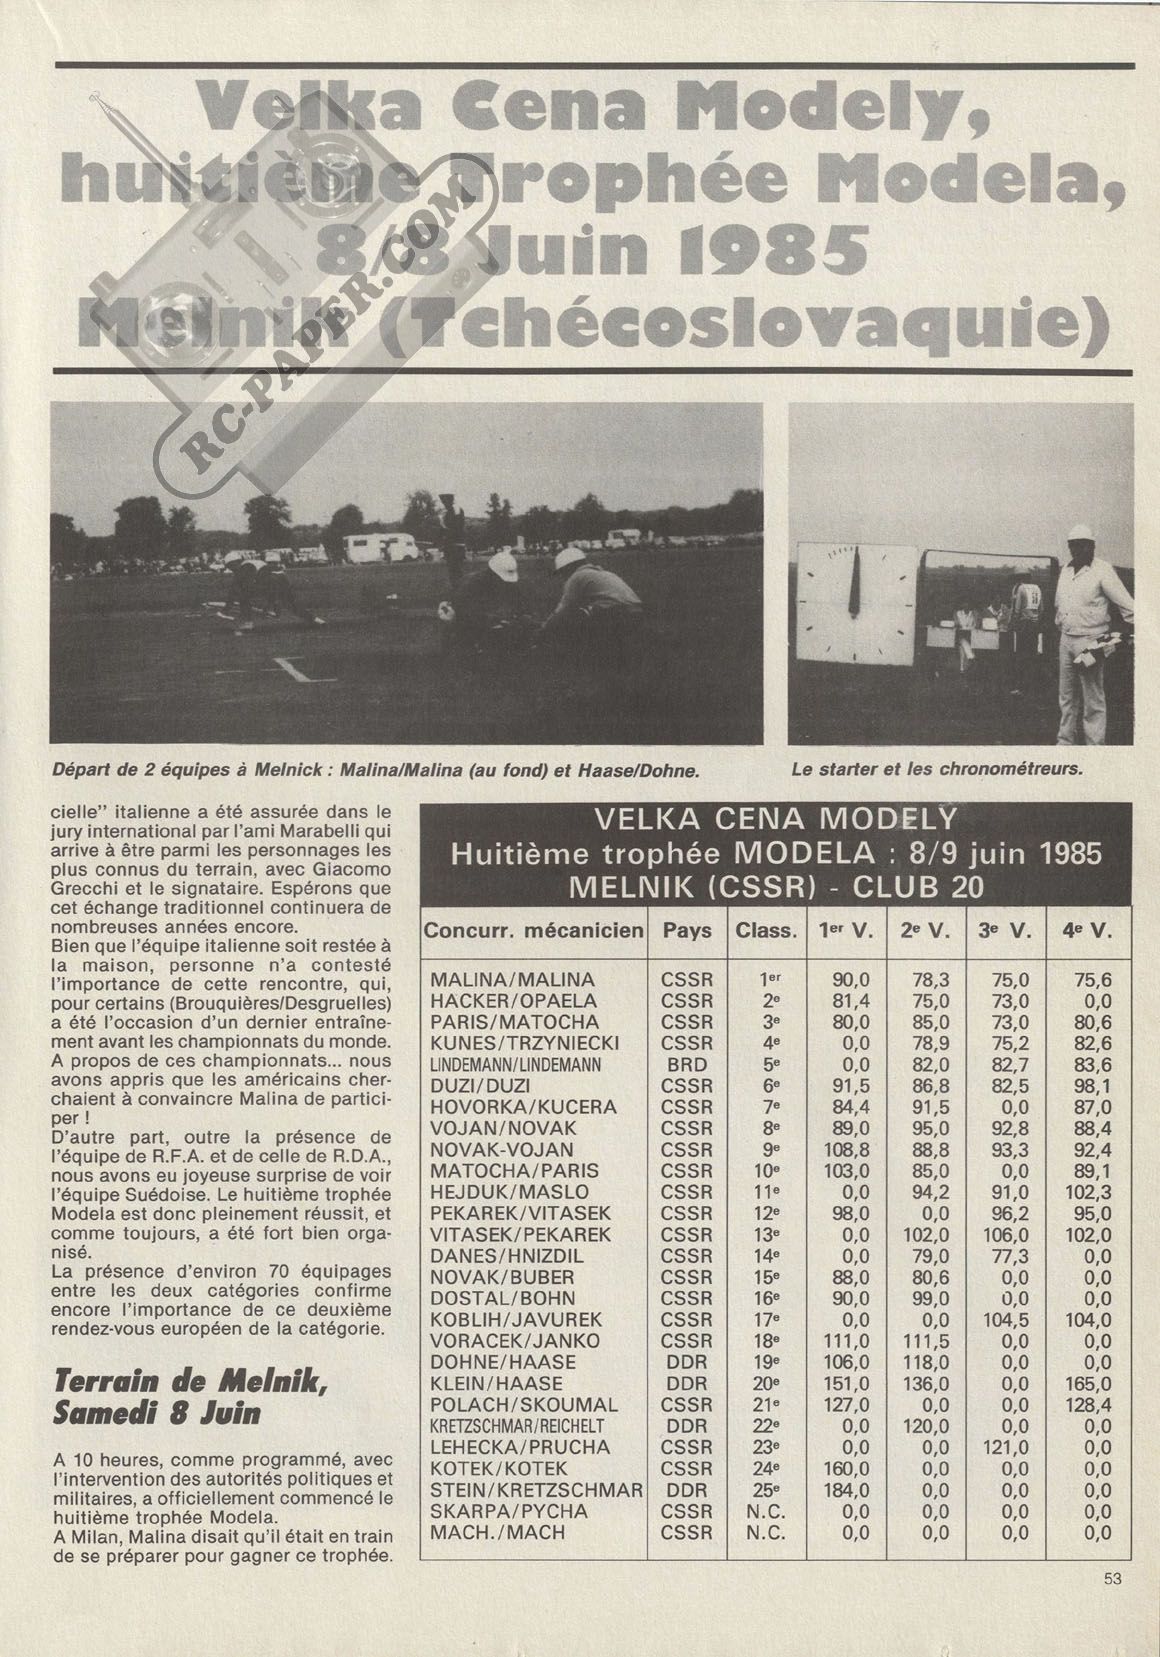 Velka Cena Modely,
huitième Trophée Modela,
8/8 Juin 1985
Melnik (Tchécoslovaquie)
RC-PAPER.COM
Départ de 2 équipes à Melnick : Malina/Malina (au fond) et Haase/Dohne.
Le starter et les chronométreurs.
cielle" italienne a été assurée dans le
jury international par l'ami Marabelli qui
arrive à être parmi les personnages les
plus connus du terrain, avec Giacomo
Grecchi et le signataire. Espérons que
cet échange traditionnel continuera de
nombreuses années encore.
Bien que l'équipe italienne soit restée à
la maison, personne n'a contesté
l'importance de cette rencontre, qui,
pour certains (Brouquières/Desgruelles)
a été l'occasion d'un dernier entraîne-
ment avant les championnats du monde.
A propos de ces championnats... nous
avons appris que les américains cher-
chaient à convaincre Malina de partici-
per !
D'autre part, outre la présence de
l'équipe de R.F.A. et de celle de R.D.A.,
nous avons eu joyeuse surprise de voir
l'équipe Suédoise. Le huitième trophée
Modela est donc pleinement réussit, et
comme toujours, a été fort bien orga-
nisé.
La présence d'environ 70 équipages
entre les deux catégories confirme
encore l'importance de ce deuxième
rendez-vous européen de la catégorie.
Terrain de Melnik,
Samedi 8 Juin
A 10 heures, comme programmé, avec
l'intervention des autorités politiques et
militaires, a officiellement commencé le
huitième trophée Modela.
A Milan, Malina disait qu'il était en train
de se préparer pour gagner ce trophée.
VELKA CENA MODELY
Huitième trophée MODELA : 8/9 juin 1985
MELNIK (CSSR) - CLUB 20
Concurr. mécanicien Pays Class. 1er V. 2e V. 3e V. 4e V.
MALINA/MALINA CSSR 1er 90,0 78,3 75,0 75,6
HACKER/OPAELA CSSR 2e 81,4 75,0 73,0 0,0
PARIS/MATOCHA CSSR 3e 80,0 85,0 73,0 80,6
KUNES/TRZYNIECKI CSSR 4e 0,0 78,9 75,2 82,6
LINDEMANN/LINDEMANN BRD 5e 0,0 82,0 82,7 83,6
DUZI/DUZI CSSR 6e 91,5 86,8 82,5 98,1
HOVORKA/KUCERA CSSR 7e 84,4 91,5 0,0 87,0
VOJAN/NOVAK CSSR 8e 89,0 95,0 92,8 88,4
NOVAK-VOJAN CSSR 9e 108,8 88,8 93,3 92,4
MATOCHA/PARIS CSSR 10e 103,0 85,0 0,0 89,1
HEJDUK/MASLO CSSR 11e 0,0 94,2 91,0 102,3
PEKAREK/VITASEK CSSR 12e 98,0 0,0 96,2 95,0
VITASEK/PEKAREK CSSR 13e 0,0 102,0 106,0 102,0
DANES/HNIZDIL CSSR 14e 0,0 79,0 77,3 0,0
NOVAK/BUBER CSSR 15e 88,0 80,6 0,0 0,0
DOSTAL/BOHN CSSR 16e 90,0 99,0 0,0 0,0
KOBLIH/JAVUREK CSSR 17e 0,0 0,0 104,5 104,0
VORACEK/JANKO CSSR 18e 111,0 111,5 0,0 0,0
DOHNE/HAASE DDR 19e 106,0 118,0 0,0 0,0
KLEIN/HAASE DDR 20e 151,0 136,0 0,0 165,0
POLACH/SKOUMAL CSSR 21e 127,0 0,0 0,0 128,4
KRETZSCHMAR/REICHELT DDR 22e 0,0 120,0 0,0 0,0
LEHECKA/PRUCHA CSSR 23e 0,0 0,0 121,0 0,0
KOTEK/KOTEK CSSR 24e 160,0 0,0 0,0 0,0
STEIN/KRETZSCHMAR DDR 25e 184,0 0,0 0,0 0,0
SKARPA/PYCHA CSSR N.C. 0,0 0,0 0,0 0,0
MACH./MACH CSSR N.C. 0,0 0,0 0,0 0,0
53